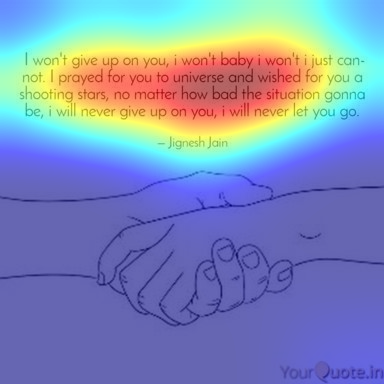 I won't give up on you, i won't baby i won't i just can-
not. I prayed for you to universe and wished for you a
shooting stars, no matter how bad the situation gonna
be, i will never give up on you, i will never let you go.
— Jignesh Jain
YourQuote.in